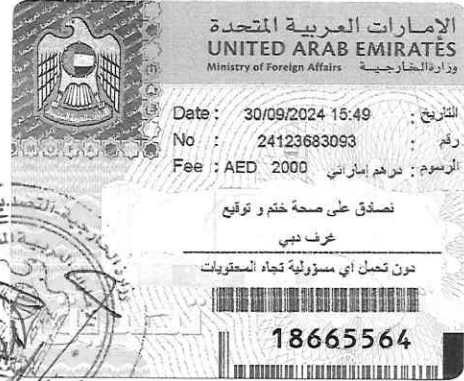 الإمارات العربية المتحدة
UNITED ARAB EMIRATES
Ministry of Foreign Affairs وزارة الخارجية
Date : 30/09/2024 15:49 : التاريخ
No : 24123683093 : رقم
Fee : AED 2000 درهم إماراتي : الرسوم
نصادق على صحة ختم و توقيع
غرف دبي
دون تحمل أي مسؤولية تجاه المحتويات
18665564